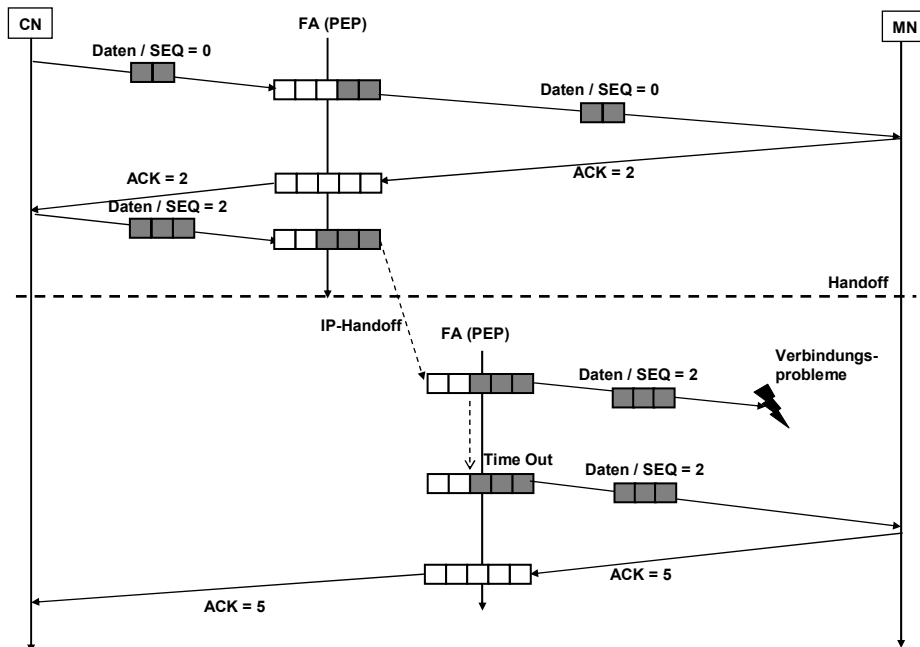 CN
FA (PEP)
MN
Daten / SEQ = 0
Daten / SEQ = 0
ACK = 2
ACK = 2
Daten / SEQ = 2
Handoff
IP-Handoff
FA (PEP)
Verbindungs-
probleme
Daten / SEQ = 2
Time Out
Daten / SEQ = 2
ACK = 5
ACK = 5